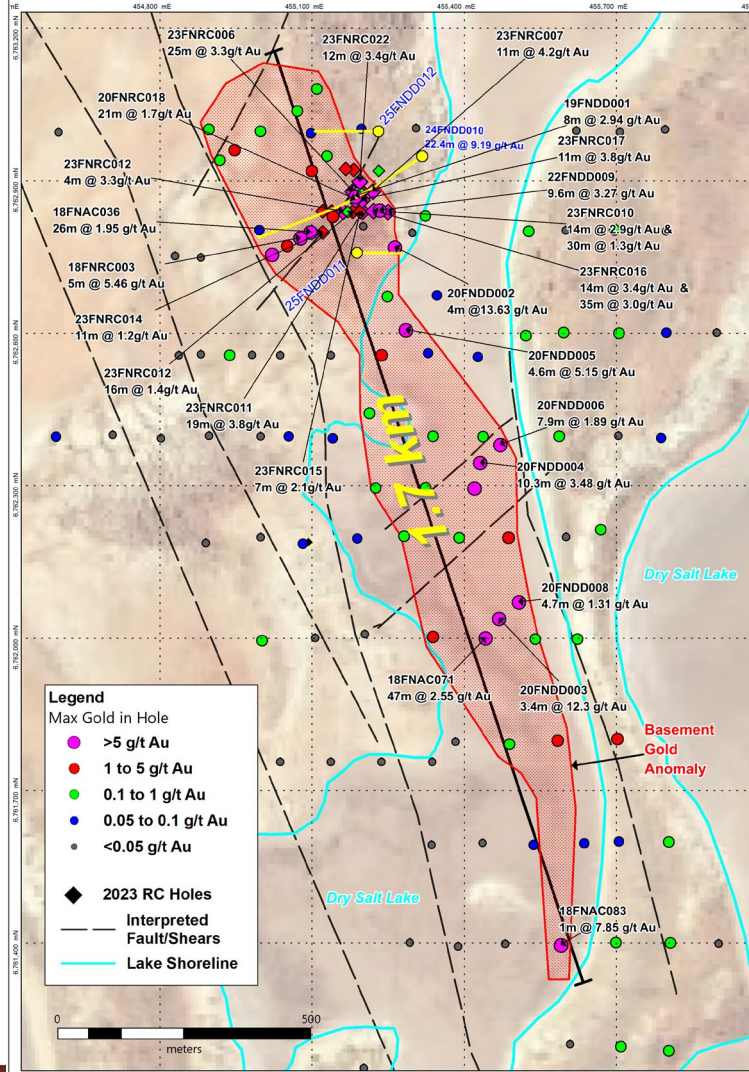 mE
454,800
455,100
455,400
455,700
6,763,200 mN
6,762,900 mN
6,762,600 mN
6,762,300 mN
6,762,000 mN
6,761,700 mN
6,761,400 mN
23FNRC006
25m @ 3.3g/t Au
23FNRC022
12m @ 3.4g/t Au
23FNRC007
11m @ 4.2g/t Au
25FNDD012
20FNRC018
21m @ 1.7g/t Au
24FNDD010
22.4m @ 9.19 g/t Au
19FNDD001
8m @ 2.94 g/t Au
23FNRC017
11m @ 3.8g/t Au
23FNRC012
4m @ 3.3g/t Au
22FNDD009
9.6m @ 3.27 g/t Au
18FNAC036
26m @ 1.95 g/t Au
23FNRC010
14m @ 2.9g/t Au &
30m @ 1.3g/t Au
18FNRC003
5m @ 5.46 g/t Au
25FNDD011
23FNRC016
14m @ 3.4g/t Au &
35m @ 3.0g/t Au
20FNDD002
4m @13.63 g/t Au
23FNRC014
11m @ 1.2g/t Au
20FNDD005
4.6m @ 5.15 g/t Au
23FNRC012
16m @ 1.4g/t Au
23FNRC011
19m @ 3.8g/t Au
20FNDD006
7.9m @ 1.89 g/t Au
1.7 km
23FNRC015
7m @ 2.1g/t Au
20FNDD004
10.3m @ 3.48 g/t Au
Dry Salt Lake
20FNDD008
4.7m @ 1.31 g/t Au
18FNAC071
47m @ 2.55 g/t Au
20FNDD003
3.4m @ 12.3 g/t Au
Basement
Gold
Anomaly
Legend
Max Gold in Hole
>5 g/t Au
1 to 5 g/t Au
0.1 to 1 g/t Au
0.05 to 0.1 g/t Au
<0.05 g/t Au
2023 RC Holes
Interpreted
Fault/Shears
Lake Shoreline
Dry Salt Lake
18FNAC083
1m @ 7.85 g/t Au
0
500
meters